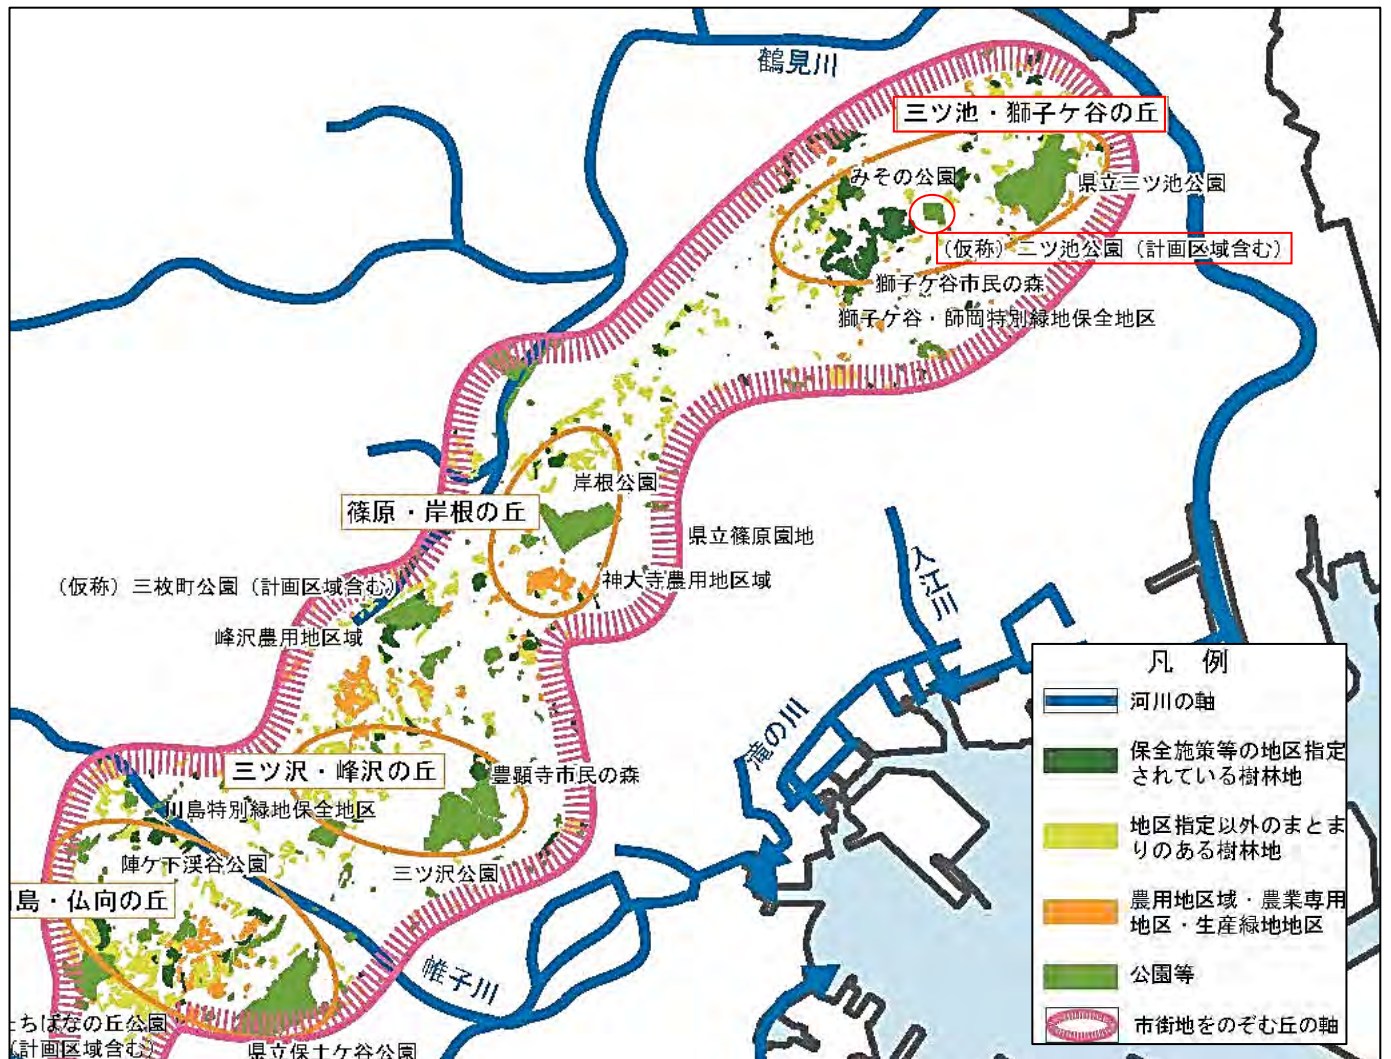 鶴見川
三ツ池・獅子ケ谷の丘
みその公園
県立三ツ池公園
(仮称)二ツ池公園(計画区域含む)
獅子ケ谷市民の森
獅子ケ谷・師岡特別緑地保全地区
岸根公園
篠原・岸根の丘
県立篠原園地
(仮称)三枚町公園(計画区域含む)
神大寺農用地区域
入江川
峰沢農用地区域
滝の川
三ツ沢・峰沢の丘
豊顕寺市民の森
川島特別緑地保全地区
陣ケ下渓谷公園
三ツ沢公園
島・仏向の丘
帷子川
ちばなの丘公園
(計画区域含む)
県立保土ケ谷公園
凡 例
河川の軸
保全施策等の地区指定
されている樹林地
地区指定以外のまとま
りのある樹林地
農用地区域・農業専用
地区・生産緑地地区
公園等
市街地をのぞむ丘の軸